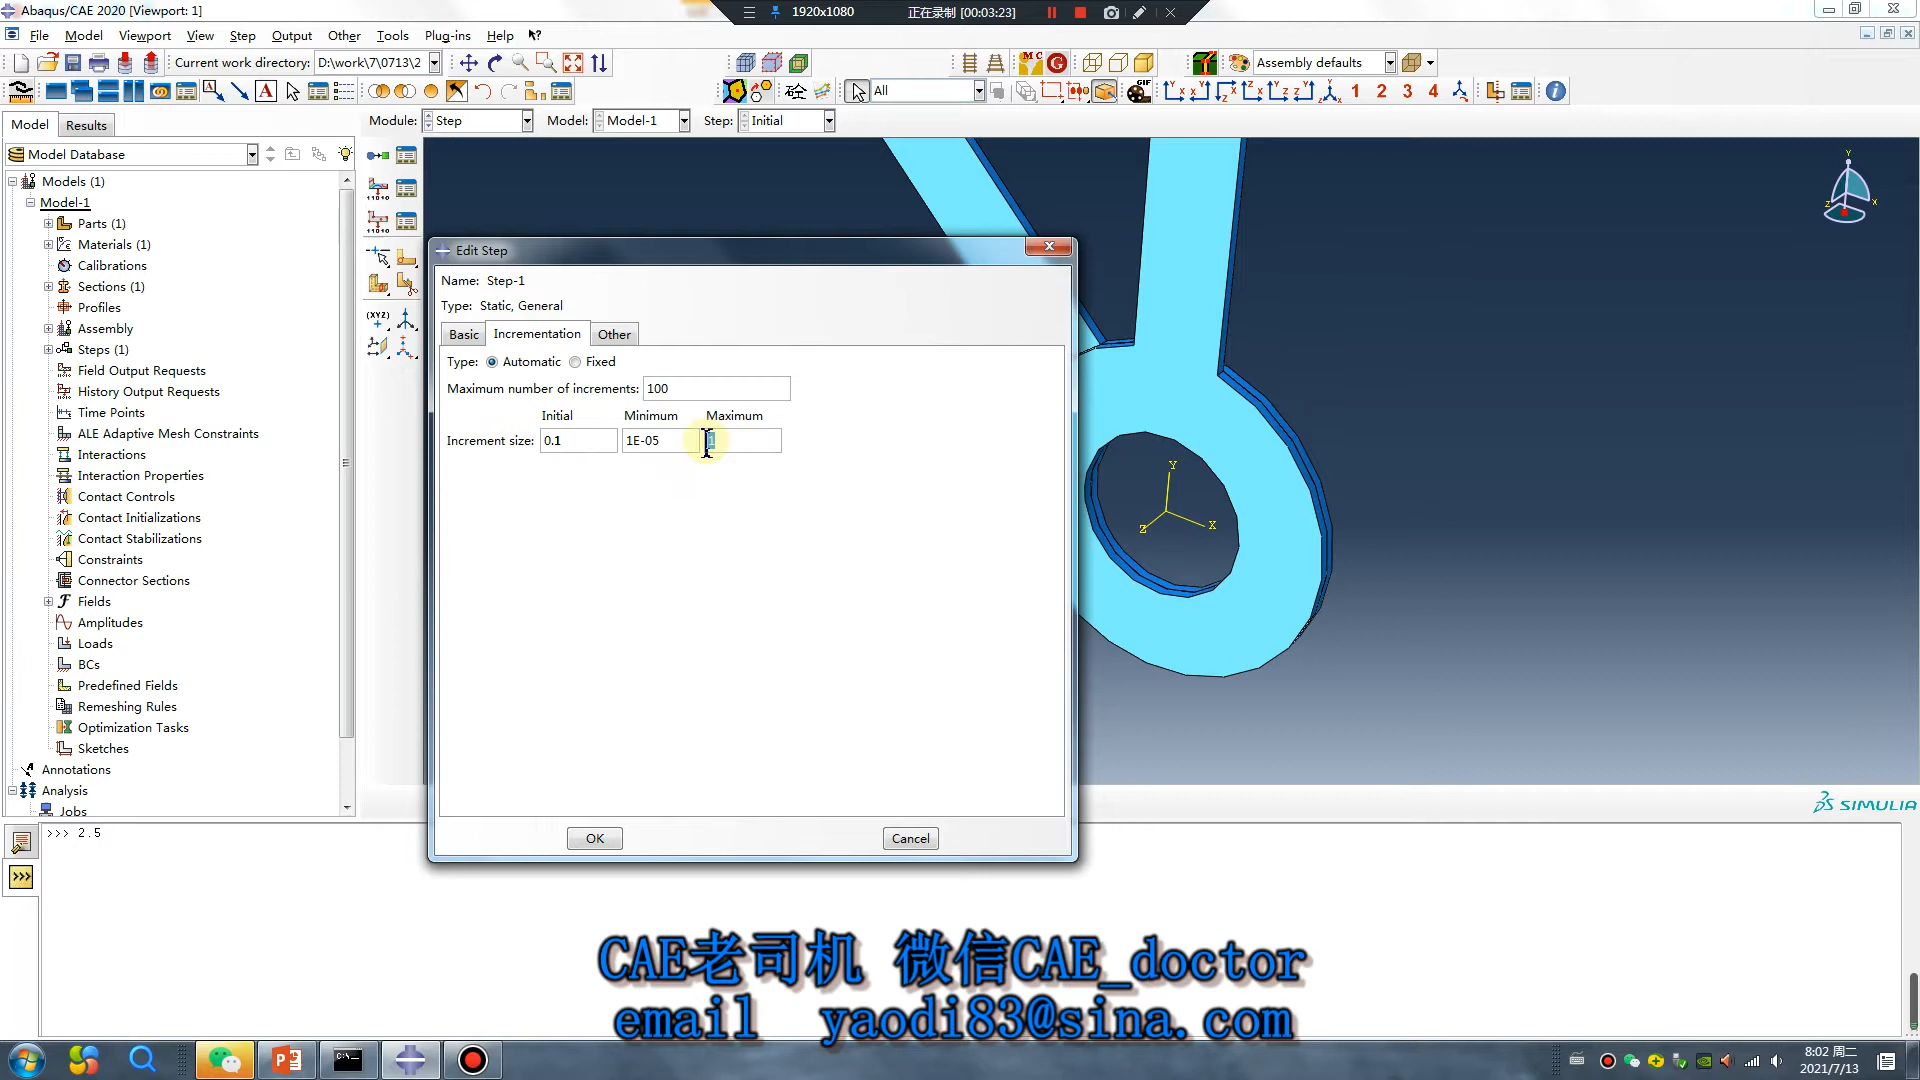 Abaqus/CAE 2020 [Viewport: 1]
1920x1080
正在录制 [00:03:23]
File Model Viewport View Step Output Other Tools Plug-ins Help
Current work directory: D:\work\7\0713\2
MC
G
GIF
Assembly defaults
A
All
1 2 3 4
Model Results
Module: Step Model: Model-1 Step: Initial
Model Database
Models (1)
Model-1
Parts (1)
Materials (1)
Calibrations
Sections (1)
Profiles
Assembly
Steps (1)
Field Output Requests
History Output Requests
Time Points
ALE Adaptive Mesh Constraints
Interactions
Interaction Properties
Contact Controls
Contact Initializations
Contact Stabilizations
Constraints
Connector Sections
Fields
Amplitudes
Loads
BCs
Predefined Fields
Remeshing Rules
Optimization Tasks
Sketches
Annotations
Analysis
Jobs
(XYZ)
Edit Step
Name: Step-1
Type: Static, General
Basic Incrementation Other
Type: Automatic Fixed
Maximum number of increments: 100
Initial Minimum Maximum
Increment size: 0.1 1E-05 1
OK Cancel
Y
X
Z
Y
X
Z
SIMULIA
>>> 2.5
>>>
CAE老司机 微信CAE_doctor
email yaodi83@sina.com
8:02 周二
2021/7/13